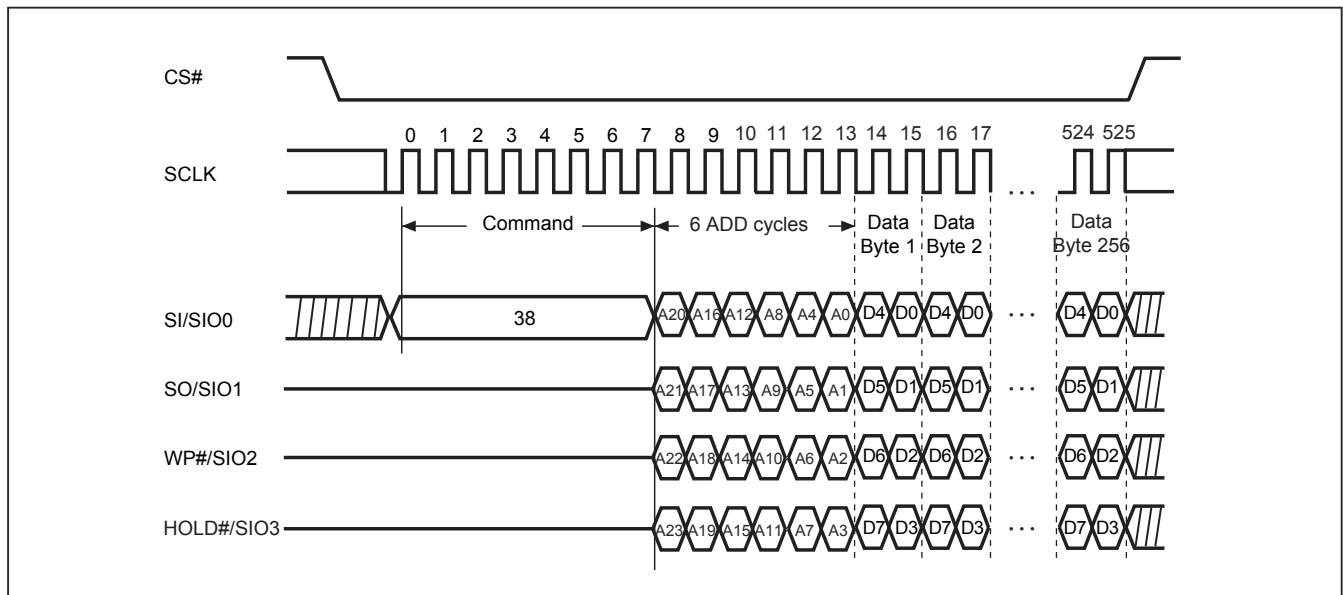 CS#
0 1 2 3 4 5 6 7 8 9 10 11 12 13 14 15 16 17 524 525
SCLK
...
Command
6 ADD cycles
Data Byte 1
Data Byte 2
Data Byte 256
SI/SIO0
38
A20 A16 A12 A8 A4 A0 D4 D0 D4 D0 ... D4 D0
SO/SIO1
A21 A17 A13 A9 A5 A1 D5 D1 D5 D1 ... D5 D1
WP#/SIO2
A22 A18 A14 A10 A6 A2 D6 D2 D6 D2 ... D6 D2
HOLD#/SIO3
A23 A19 A15 A11 A7 A3 D7 D3 D7 D3 ... D7 D3